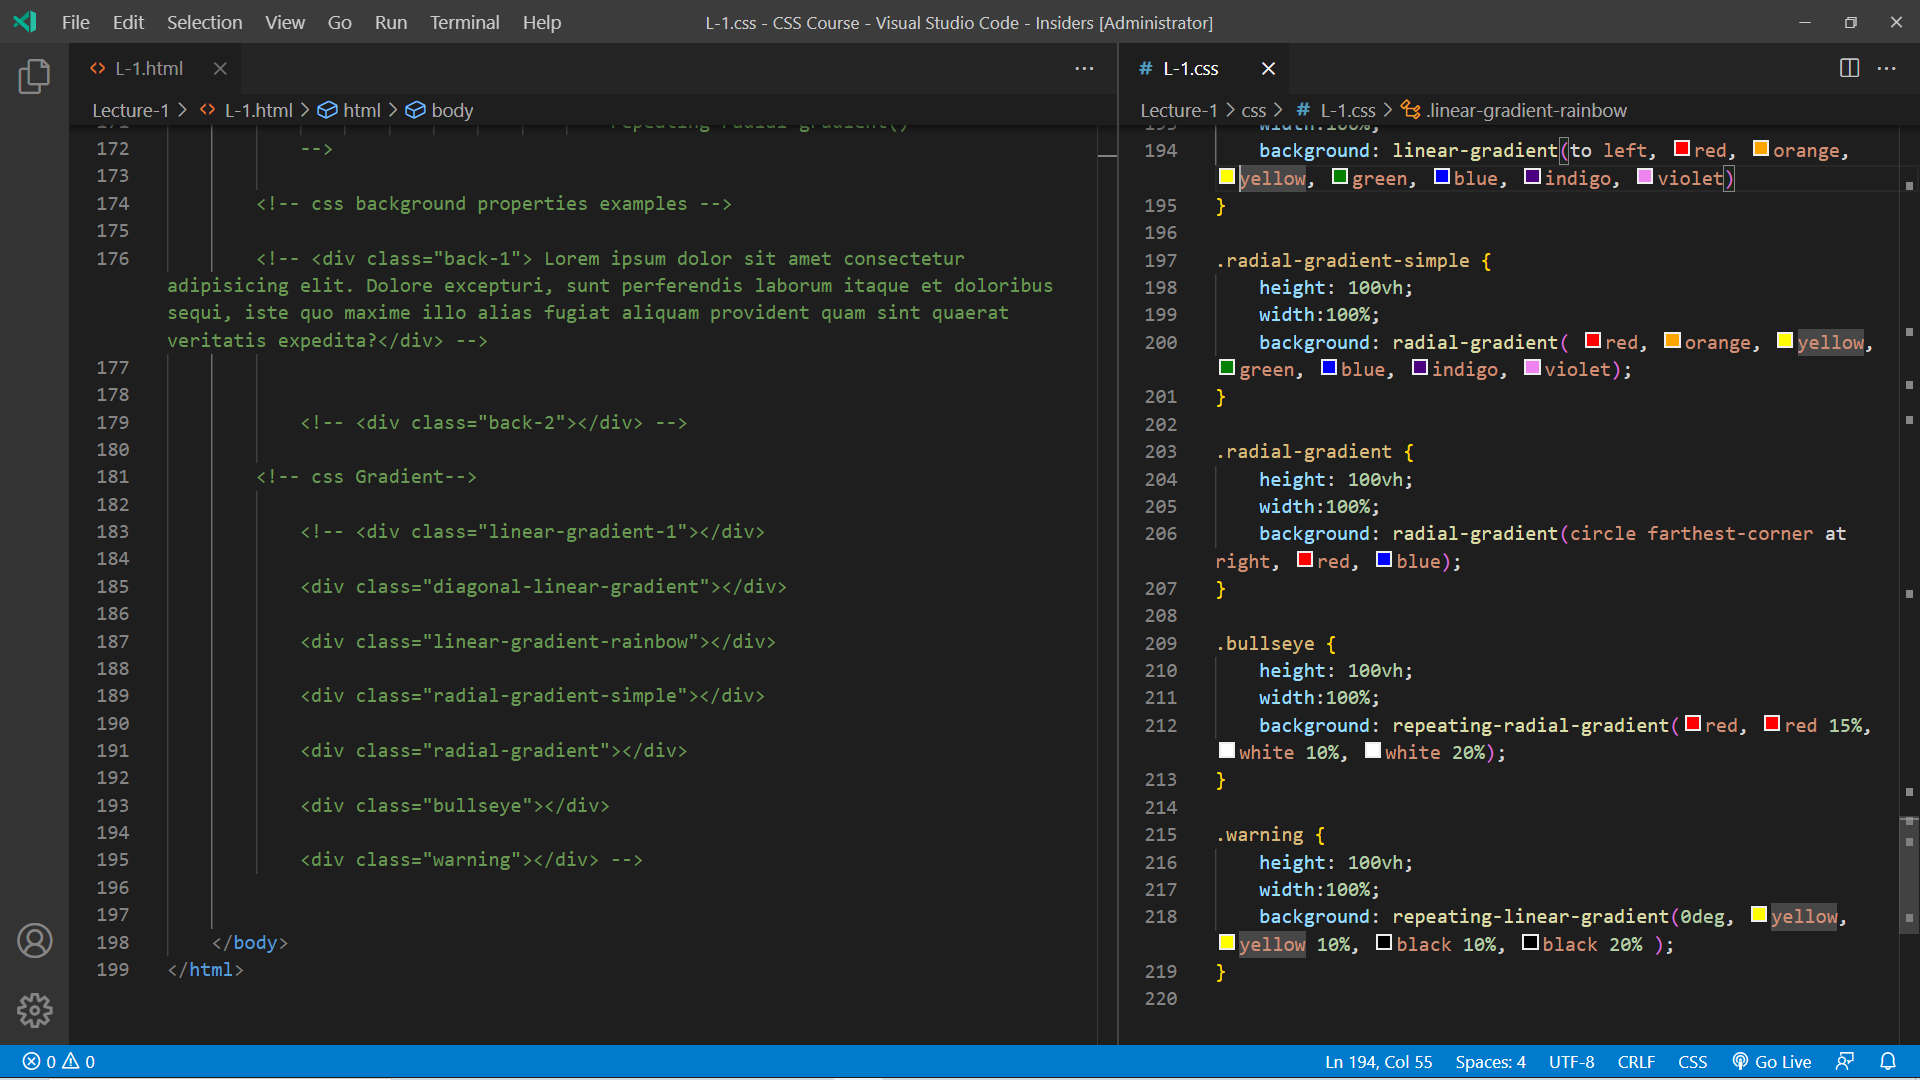 File Edit Selection View Go Run Terminal Help
L-1.css - CSS Course - Visual Studio Code - Insiders [Administrator]
L-1.html
Lecture-1 > L-1.html > html > body
171 repeating-radial-gradient()
172 -->
173
174 <!-- css background properties examples -->
175
176 <!-- <div class="back-1"> Lorem ipsum dolor sit amet consectetur
adipisicing elit. Dolore excepturi, sunt perferendis laborum itaque et doloribus
sequi, iste quo maxime illo alias fugiat aliquam provident quam sint quaerat
veritatis expedita?</div> -->
177
178
179 <!-- <div class="back-2"></div> -->
180
181 <!-- css Gradient-->
182
183 <!-- <div class="linear-gradient-1"></div>
184
185 <div class="diagonal-linear-gradient"></div>
186
187 <div class="linear-gradient-rainbow"></div>
188
189 <div class="radial-gradient-simple"></div>
190
191 <div class="radial-gradient"></div>
192
193 <div class="bullseye"></div>
194
195 <div class="warning"></div> -->
196
197
198 </body>
199 </html>
# L-1.css
Lecture-1 > css > # L-1.css > .linear-gradient-rainbow
193 width:100%;
194 background: linear-gradient(to left, red, orange,
yellow, green, blue, indigo, violet)
195 }
196
197 .radial-gradient-simple {
198 height: 100vh;
199 width:100%;
200 background: radial-gradient( red, orange, yellow,
green, blue, indigo, violet);
201 }
202
203 .radial-gradient {
204 height: 100vh;
205 width:100%;
206 background: radial-gradient(circle farthest-corner at
right, red, blue);
207 }
208
209 .bullseye {
210 height: 100vh;
211 width:100%;
212 background: repeating-radial-gradient(red, red 15%,
white 10%, white 20%);
213 }
214
215 .warning {
216 height: 100vh;
217 width:100%;
218 background: repeating-linear-gradient(0deg, yellow,
yellow 10%, black 10%, black 20% );
219 }
220
0 0 Ln 194, Col 55 Spaces: 4 UTF-8 CRLF CSS Go Live